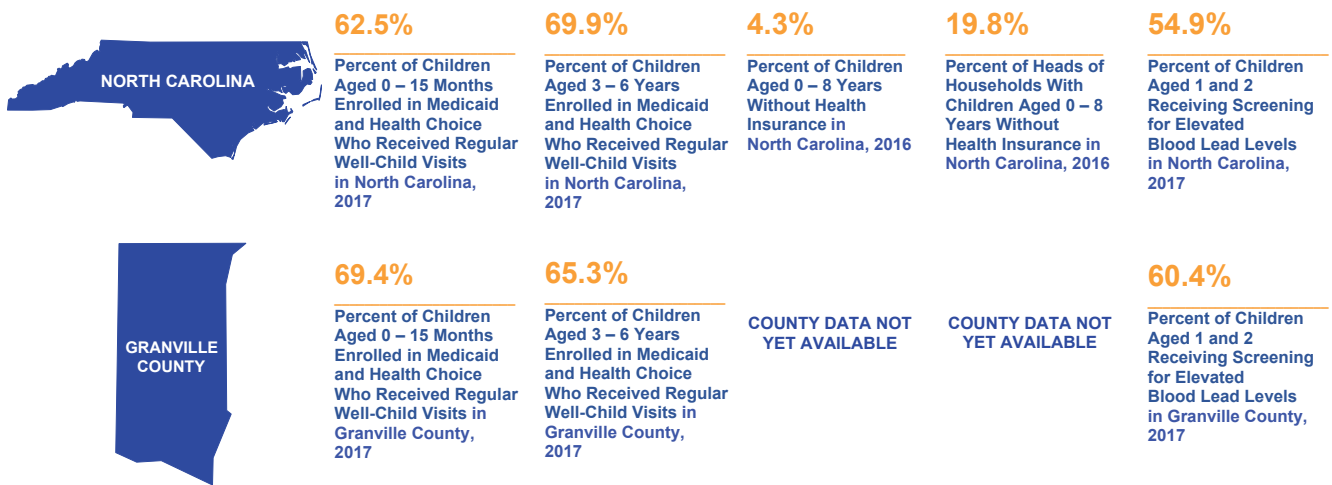 NORTH CAROLINA
62.5%
Percent of Children
Aged 0 – 15 Months
Enrolled in Medicaid
and Health Choice
Who Received Regular
Well-Child Visits
in North Carolina,
2017
69.9%
Percent of Children
Aged 3 – 6 Years
Enrolled in Medicaid
and Health Choice
Who Received Regular
Well-Child Visits
in North Carolina,
2017
4.3%
Percent of Children
Aged 0 – 8 Years
Without Health
Insurance in
North Carolina, 2016
19.8%
Percent of Heads of
Households With
Children Aged 0 – 8
Years Without
Health Insurance in
North Carolina, 2016
54.9%
Percent of Children
Aged 1 and 2
Receiving Screening
for Elevated
Blood Lead Levels
in North Carolina,
2017
GRANVILLE
COUNTY
69.4%
Percent of Children
Aged 0 – 15 Months
Enrolled in Medicaid
and Health Choice
Who Received Regular
Well-Child Visits in
Granville County,
2017
65.3%
Percent of Children
Aged 3 – 6 Years
Enrolled in Medicaid
and Health Choice
Who Received Regular
Well-Child Visits in
Granville County,
2017
COUNTY DATA NOT
YET AVAILABLE
COUNTY DATA NOT
YET AVAILABLE
60.4%
Percent of Children
Aged 1 and 2
Receiving Screening
for Elevated
Blood Lead Levels
in Granville County,
2017